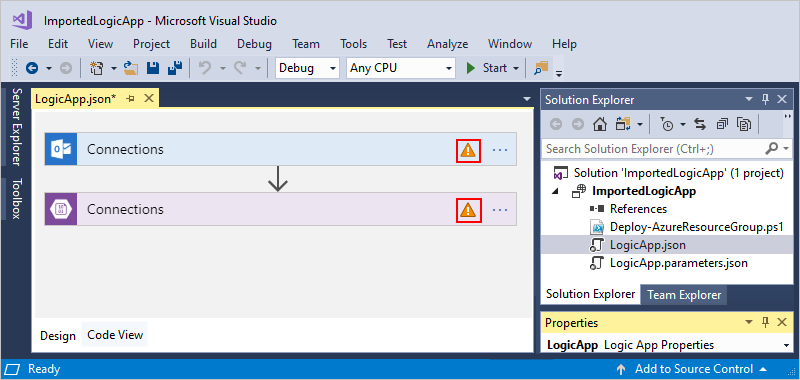 ImportedLogicApp - Microsoft Visual Studio
File Edit View Project Build Debug Team Tools Test Analyze Window Help
Debug Any CPU Start
Server Explorer
Toolbox
LogicApp.json*
Connections
Connections
Design Code View
Solution Explorer
Search Solution Explorer (Ctrl+;)
Solution 'ImportedLogicApp' (1 project)
ImportedLogicApp
References
Deploy-AzureResourceGroup.ps1
LogicApp.json
LogicApp.parameters.json
Solution Explorer Team Explorer
Properties
LogicApp Logic App Properties
Ready Add to Source Control